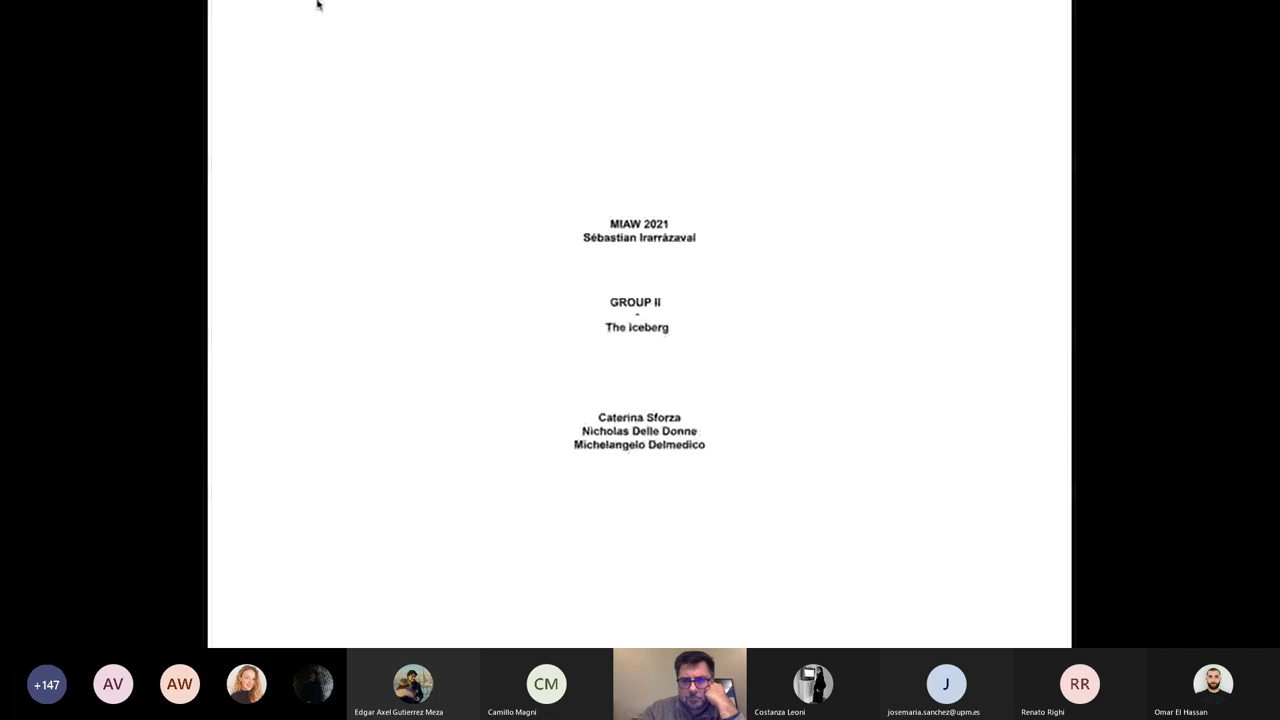 MIAW 2021
Sébastian Irarràzaval
GROUP II
-
The Iceberg
Caterina Sforza
Nicholas Delle Donne
Michelangelo Delmedico
+147
AV
AW
Edgar Axel Gutierrez Meza
CM
Camillo Magni
Costanza Leoni
J
josemaria.sanchez@upm.es
RR
Renato Righi
Omar El Hassan